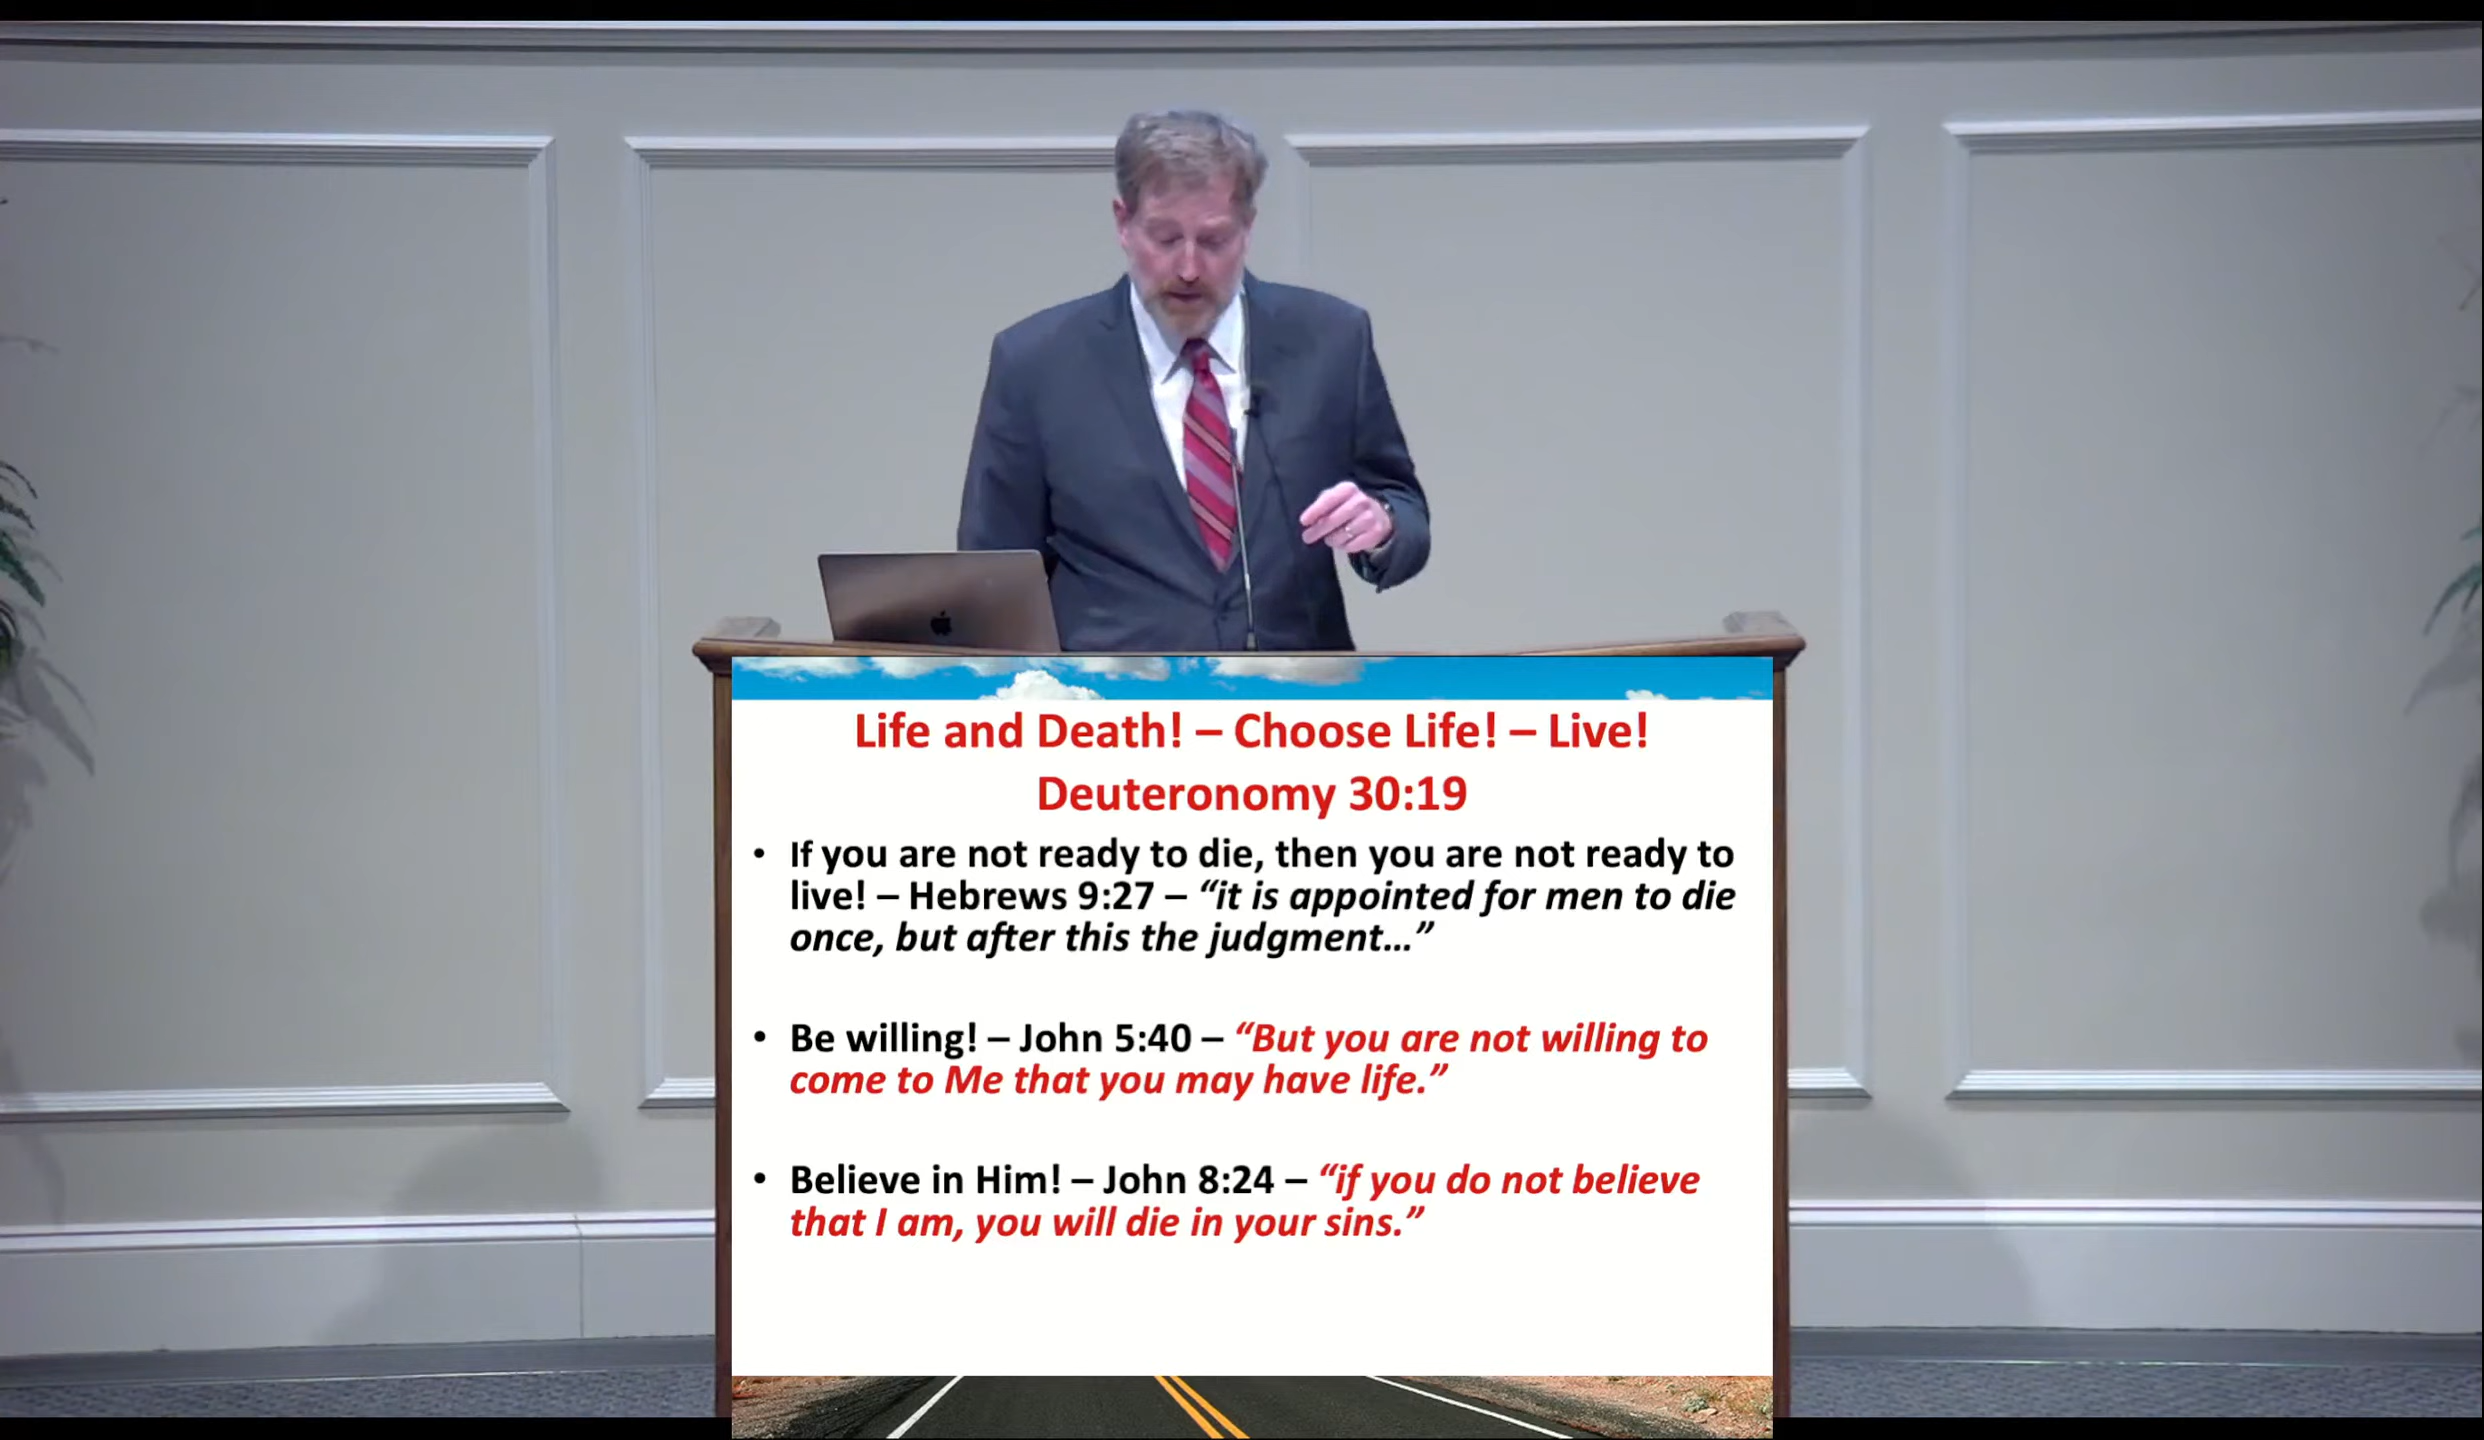 Life and Death! – Choose Life! – Live!
Deuteronomy 30:19
• If you are not ready to die, then you are not ready to
live! – Hebrews 9:27 – “it is appointed for men to die
once, but after this the judgment...”
• Be willing! – John 5:40 – “But you are not willing to
come to Me that you may have life.”
• Believe in Him! – John 8:24 – “if you do not believe
that I am, you will die in your sins.”